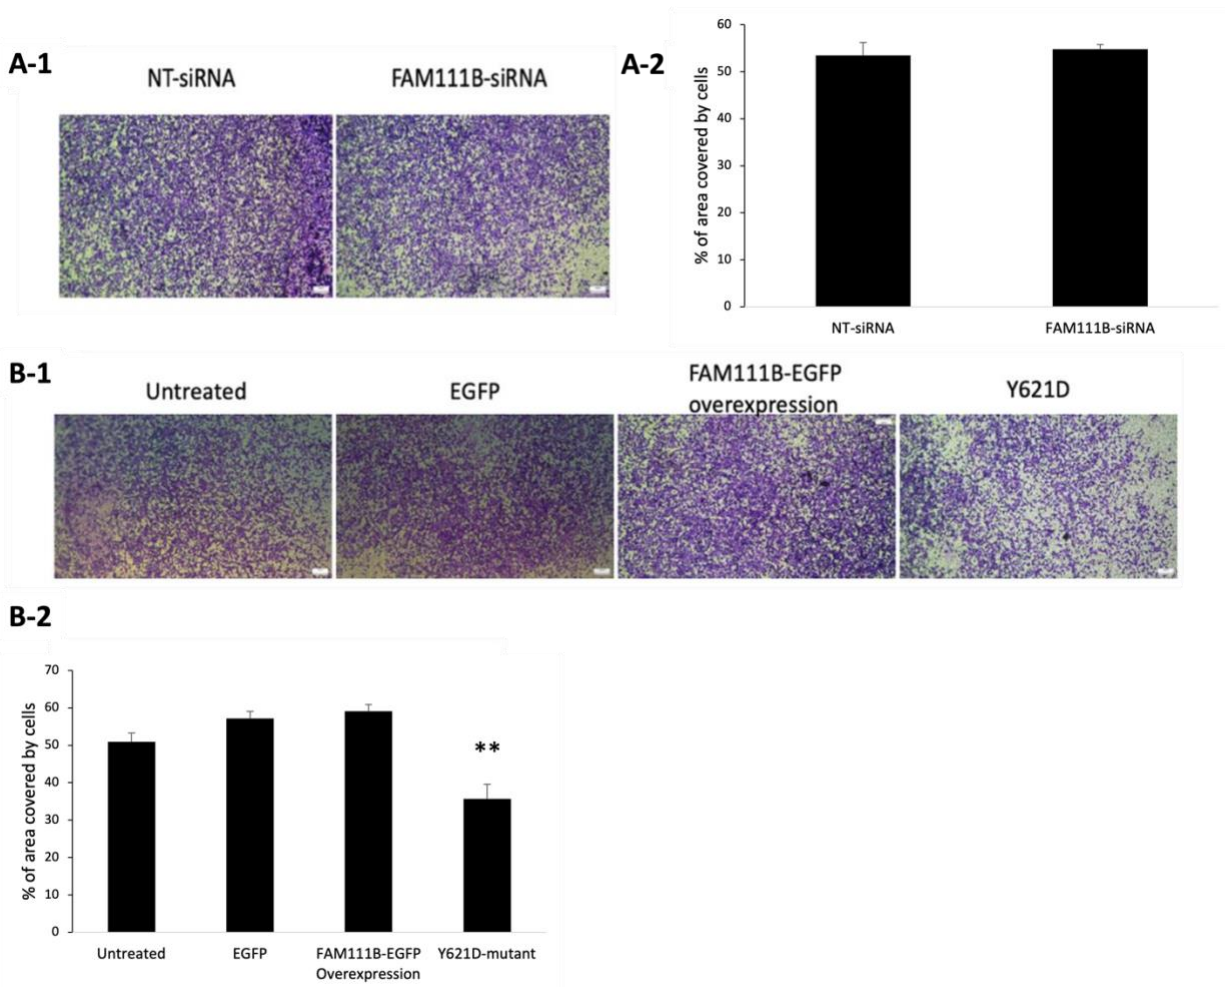 A-1
NT-siRNA
FAM111B-siRNA
A-2
% of area covered by cells
60
50
40
30
20
10
0
NT-siRNA
FAM111B-siRNA
B-1
Untreated
EGFP
FAM111B-EGFP
overexpression
Y621D
B-2
% of area covered by cells
70
60
50
40
30
20
10
0
**
Untreated
EGFP
FAM111B-EGFP
Overexpression
Y621D-mutant